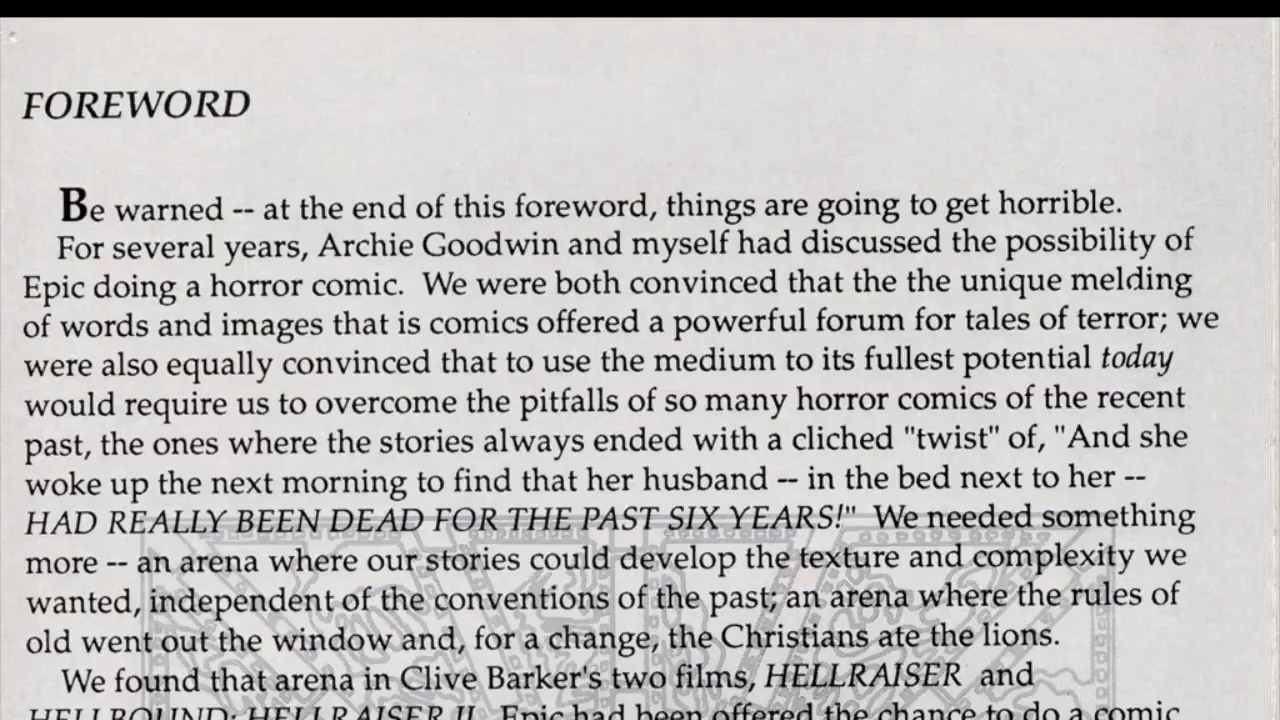 FOREWORD
Be warned -- at the end of this foreword, things are going to get horrible.
For several years, Archie Goodwin and myself had discussed the possibility of
Epic doing a horror comic.  We were both convinced that the the unique melding
of words and images that is comics offered a powerful forum for tales of terror; we
were also equally convinced that to use the medium to its fullest potential today
would require us to overcome the pitfalls of so many horror comics of the recent
past, the ones where the stories always ended with a cliched "twist" of, "And she
woke up the next morning to find that her husband -- in the bed next to her --
HAD REALLY BEEN DEAD FOR THE PAST SIX YEARS!"  We needed something
more -- an arena where our stories could develop the texture and complexity we
wanted, independent of the conventions of the past; an arena where the rules of
old went out the window and, for a change, the Christians ate the lions.
We found that arena in Clive Barker's two films, HELLRAISER and
HELLBOUND: HELLRAISER II.  Epic had been offered the chance to do a comic